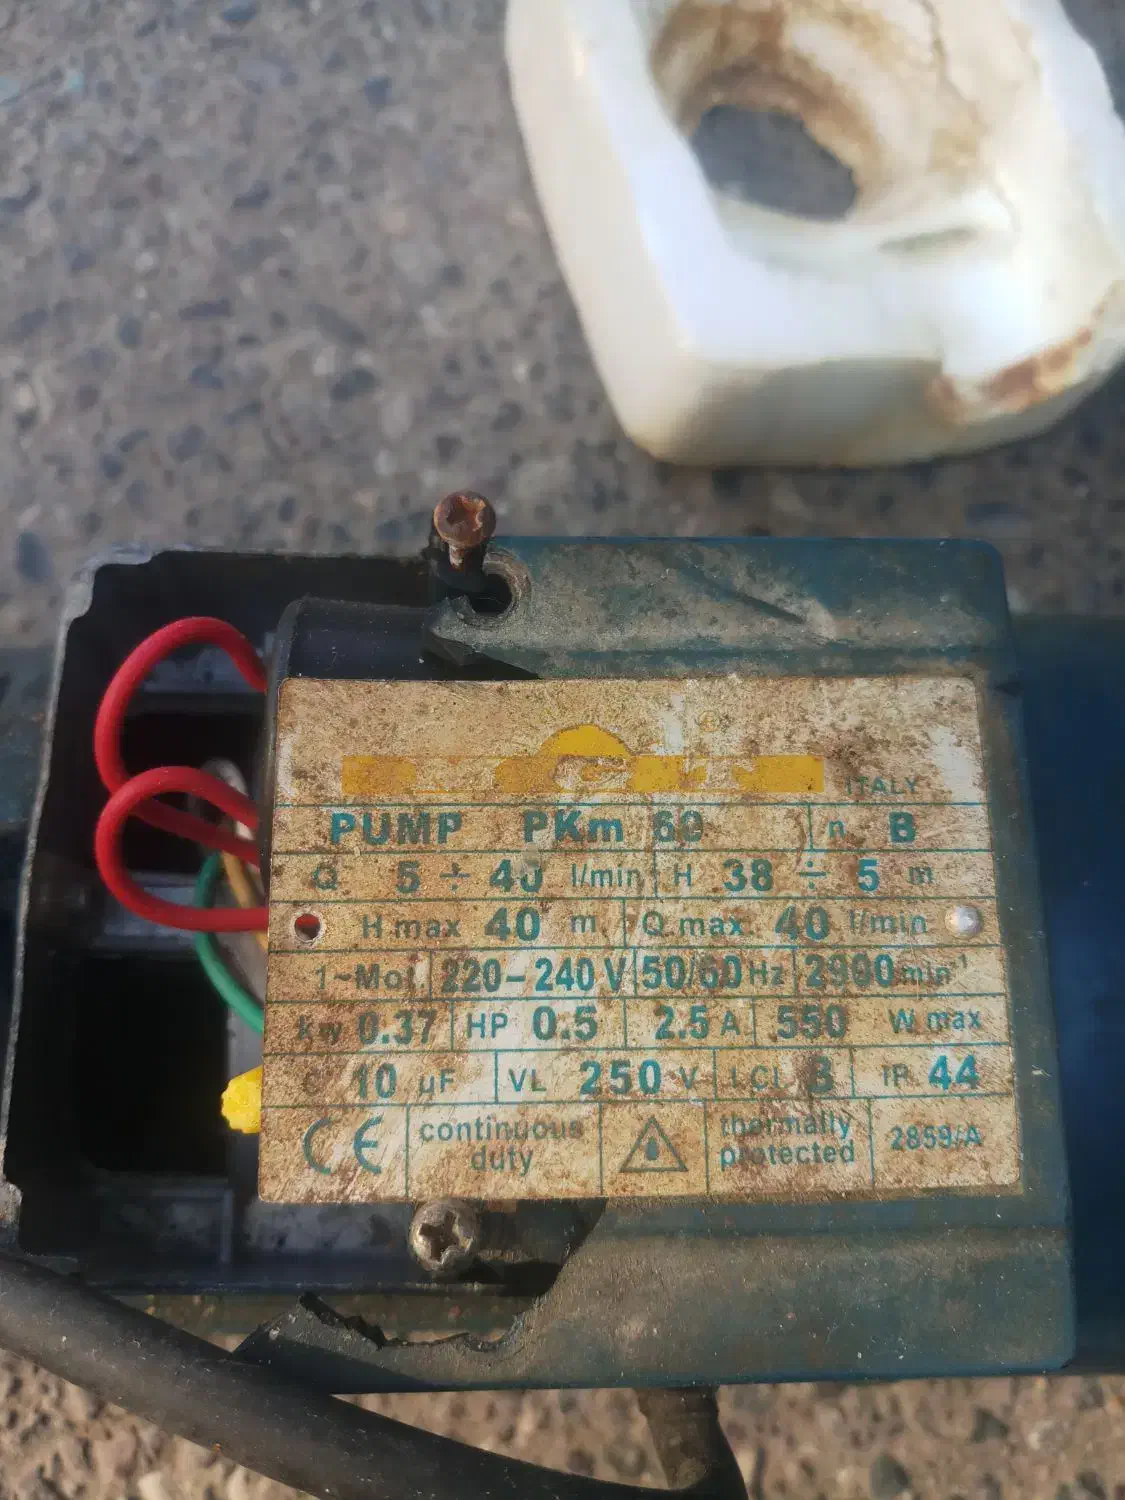 ITALY
PUMP PKm 60 n. B
Q 5 ÷ 40 l/min H 38 ÷ 5 m
H max 40 m Q max 40 l/min
1~Mot. 220-240 V 50/60 Hz 2900 min⁻¹
kW 0.37 HP 0.5 2.5 A 550 W max
C 10 µF VL 250 V I.CL IP 44
CE continuous duty thermally protected 2859/A